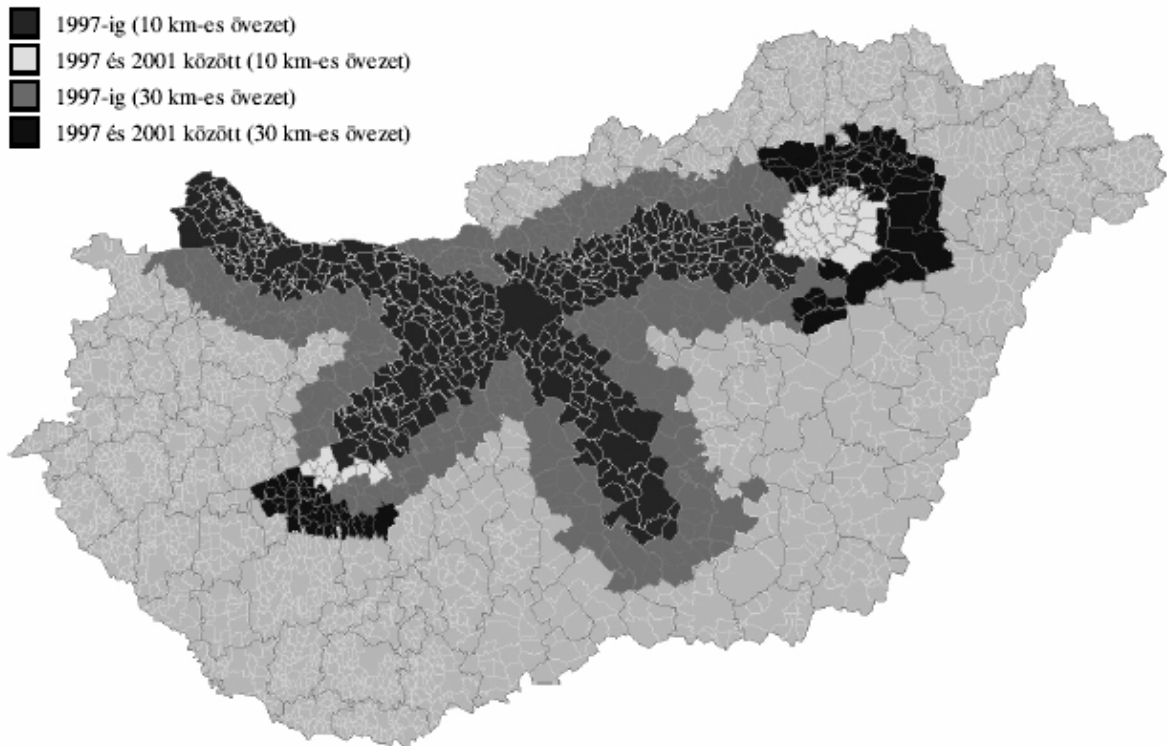 1997-ig (10 km-es övezet)
1997 és 2001 között (10 km-es övezet)
1997-ig (30 km-es övezet)
1997 és 2001 között (30 km-es övezet)